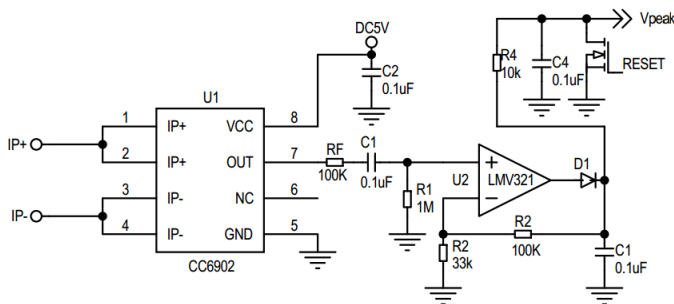 Vpeak
DC5V
R4
10k
C4
0.1uF
RESET
C2
0.1uF
U1
1
IP+
VCC
8
IP+
2
IP+
OUT
7
RF
100K
C1
0.1uF
R1
1M
U2
+
-
LMV321
D1
3
IP-
NC
6
IP-
4
IP-
GND
5
CC6902
R2
100K
R2
33k
C1
0.1uF